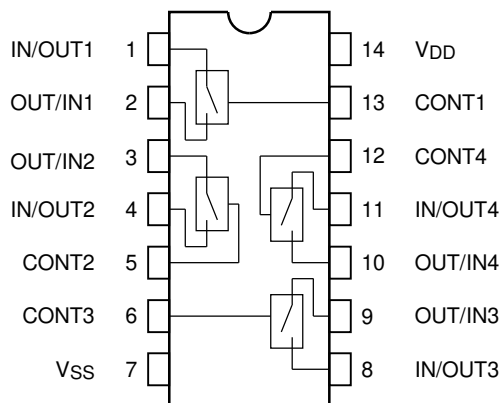 IN/OUT1 1 14 VDD
OUT/IN1 2 13 CONT1
OUT/IN2 3 12 CONT4
IN/OUT2 4 11 IN/OUT4
CONT2 5 10 OUT/IN4
CONT3 6 9 OUT/IN3
VSS 7 8 IN/OUT3